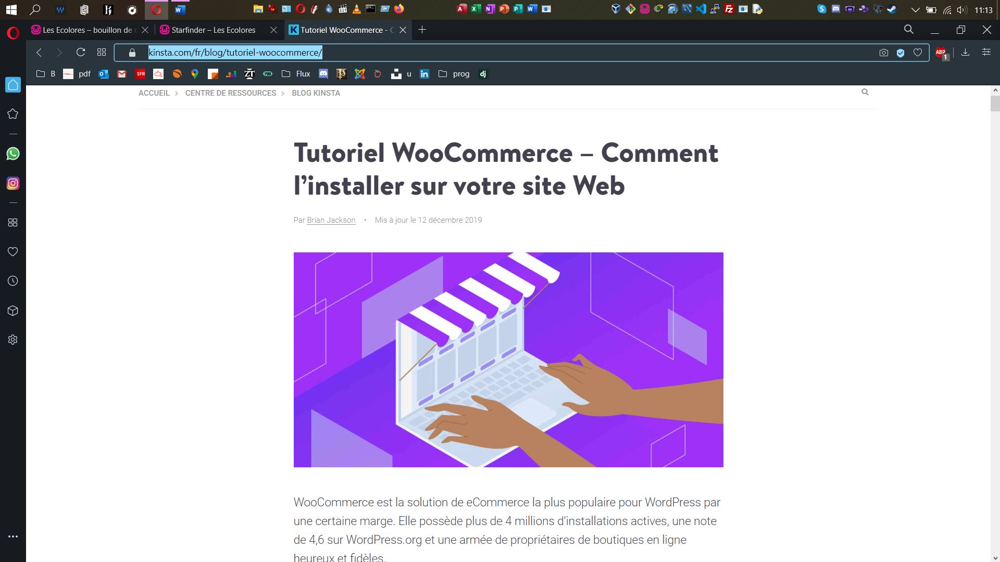 11:13
Les Ecolores – bouillon de
Starfinder – Les Ecolores
Tutoriel WooCommerce -
kinsta.com/fr/blog/tutoriel-woocommerce/
ABP
1
B
pdf
SFR
ZT
Flux
u
in
prog
dj
ACCUEIL
CENTRE DE RESSOURCES
BLOG KINSTA
Tutoriel WooCommerce – Comment
l’installer sur votre site Web
Par Brian Jackson • Mis à jour le 12 décembre 2019
WooCommerce est la solution de eCommerce la plus populaire pour WordPress par
une certaine marge. Elle possède plus de 4 millions d’installations actives, une note
de 4,6 sur WordPress.org et une armée de propriétaires de boutiques en ligne
heureux et fidèles.